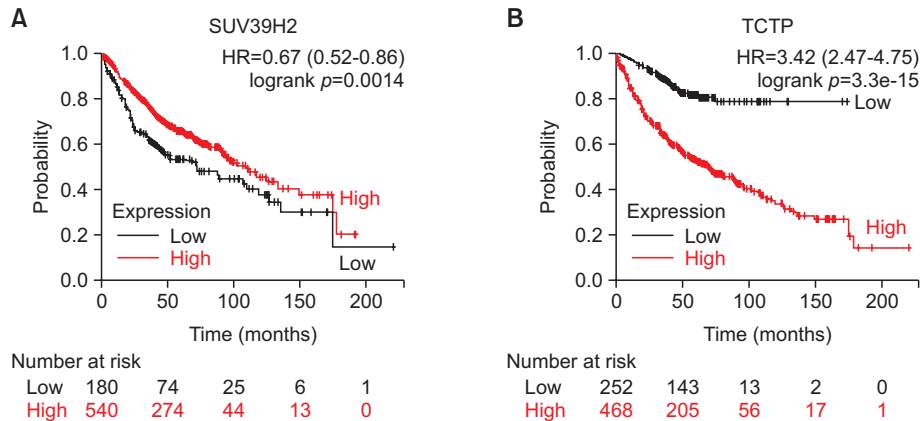 A
SUV39H2
HR=0.67 (0.52-0.86)
logrank p=0.0014
Probability
1.0
0.8
0.6
0.4
0.2
0.0
Expression
Low
High
High
Low
0 50 100 150 200
Time (months)
Number at risk
Low 180 74 25 6 1
High 540 274 44 13 0
B
TCTP
HR=3.42 (2.47-4.75)
logrank p=3.3e-15
Low
Probability
1.0
0.8
0.6
0.4
0.2
0.0
Expression
Low
High
High
0 50 100 150 200
Time (months)
Number at risk
Low 252 143 13 2 0
High 468 205 56 17 1